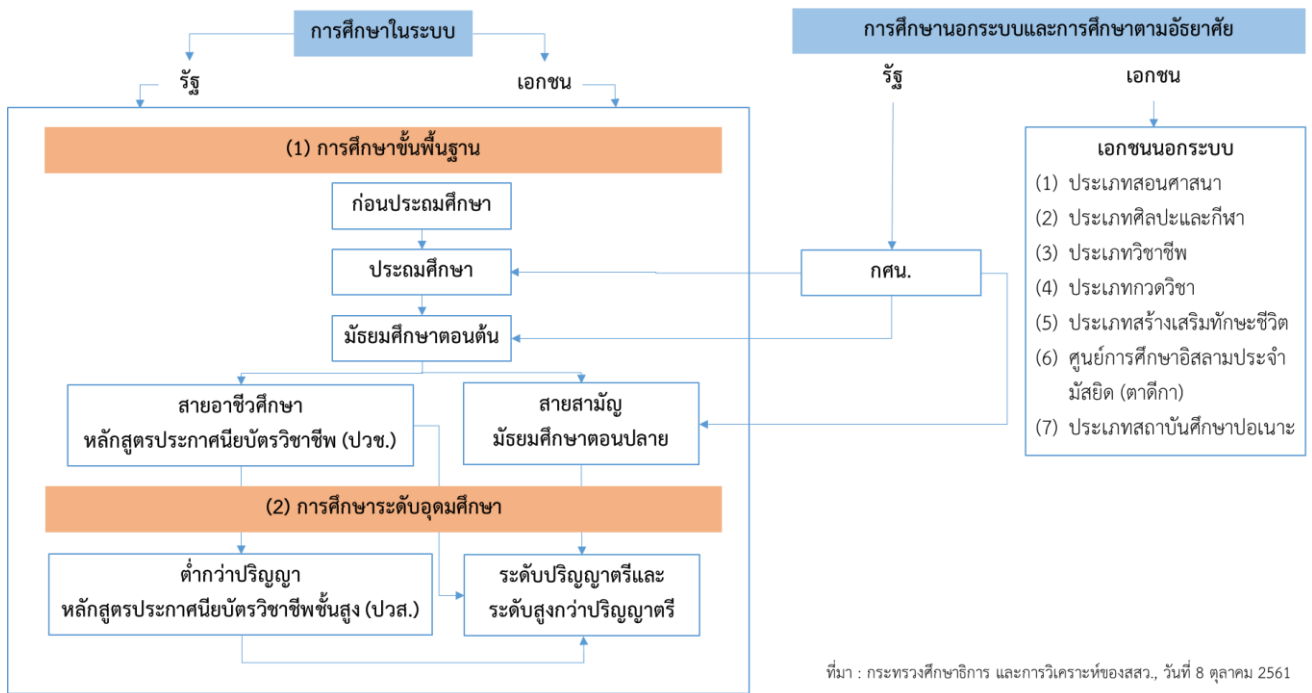 การศึกษาในระบบ
รัฐ
เอกชน
(1) การศึกษาขั้นพื้นฐาน
ก่อนประถมศึกษา
ประถมศึกษา
มัธยมศึกษาตอนต้น
สายอาชีวศึกษา
หลักสูตรประกาศนียบัตรวิชาชีพ (ปวช.)
สายสามัญ
มัธยมศึกษาตอนปลาย
(2) การศึกษาระดับอุดมศึกษา
ต่ำกว่าปริญญา
หลักสูตรประกาศนียบัตรวิชาชีพชั้นสูง (ปวส.)
ระดับปริญญาตรีและ
ระดับสูงกว่าปริญญาตรี
การศึกษานอกระบบและการศึกษาตามอัธยาศัย
รัฐ
เอกชน
กศน.
เอกชนนอกระบบ
(1) ประเภทสอนศาสนา
(2) ประเภทศิลปะและกีฬา
(3) ประเภทวิชาชีพ
(4) ประเภทกวดวิชา
(5) ประเภทสร้างเสริมทักษะชีวิต
(6) ศูนย์การศึกษาอิสลามประจำ
มัสยิด (ตาดีกา)
(7) ประเภทสถาบันศึกษาปอเนาะ
ที่มา : กระทรวงศึกษาธิการ และการวิเคราะห์ของสสว., วันที่ 8 ตุลาคม 2561